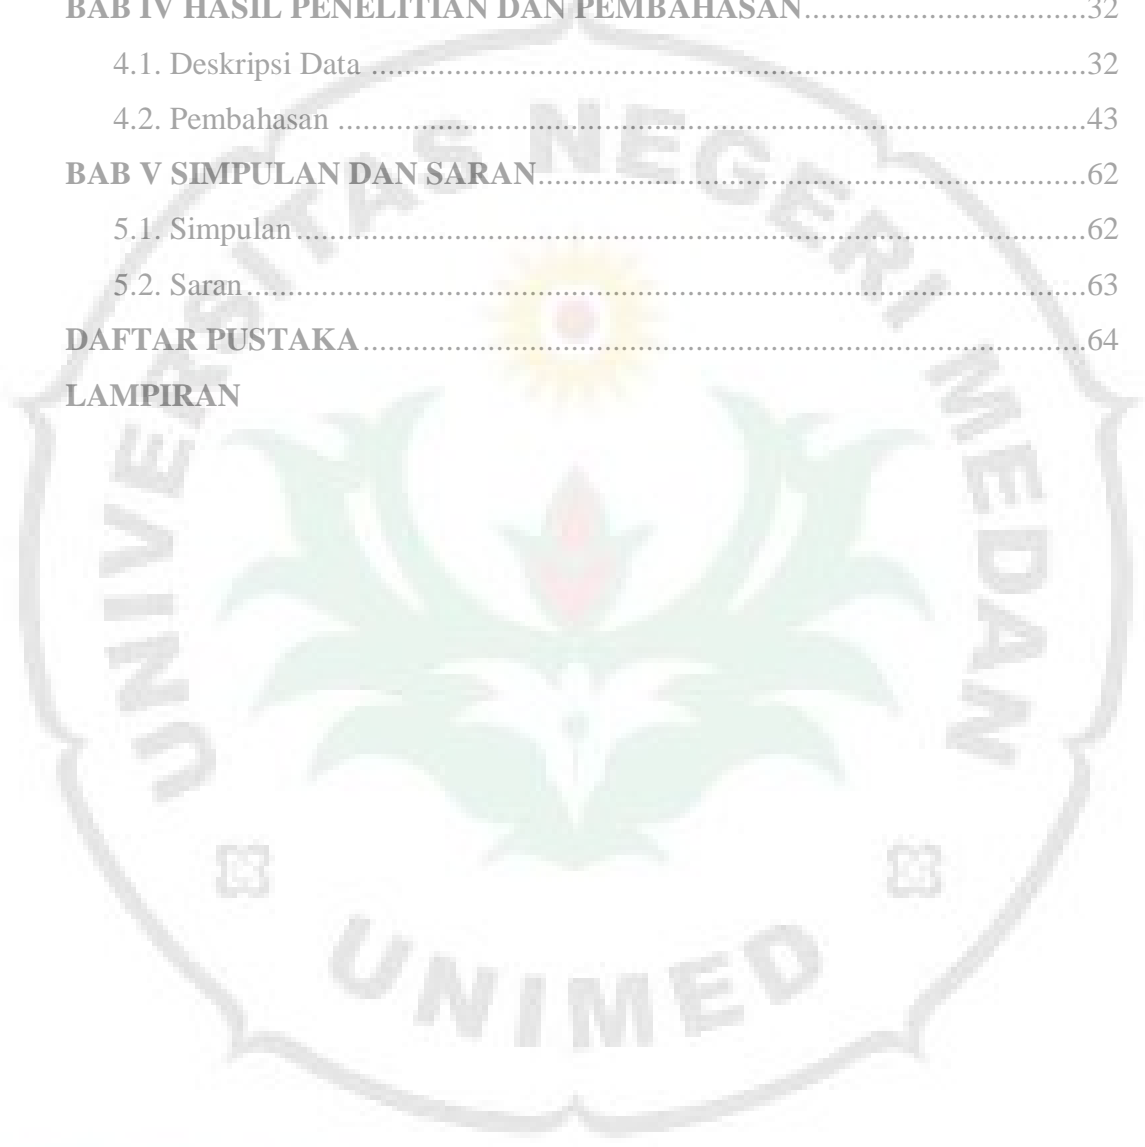 BAB IV HASIL PENELITIAN DAN PEMBAHASAN..................................32
4.1. Deskripsi Data ......................................................................................32
4.2. Pembahasan ..........................................................................................43
BAB V SIMPULAN DAN SARAN..................................................................62
5.1. Simpulan ...............................................................................................62
5.2. Saran .....................................................................................................63
DAFTAR PUSTAKA .......................................................................................64
LAMPIRAN
UNIVERSITAS NEGERI MEDAN
UNIMED